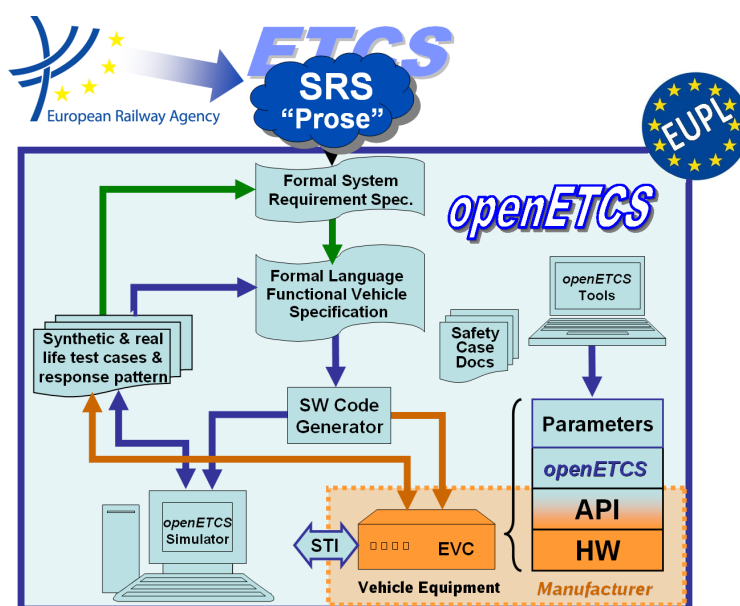 ETCS
SRS
“Prose”
European Railway Agency
EUPL
Formal System
Requirement Spec.
openETCS
Formal Language
Functional Vehicle
Specification
openETCS
Tools
Synthetic & real
life test cases &
response pattern
Safety
Case
Docs
SW Code
Generator
Parameters
openETCS
API
HW
openETCS
Simulator
STI
EVC
Vehicle Equipment
Manufacturer